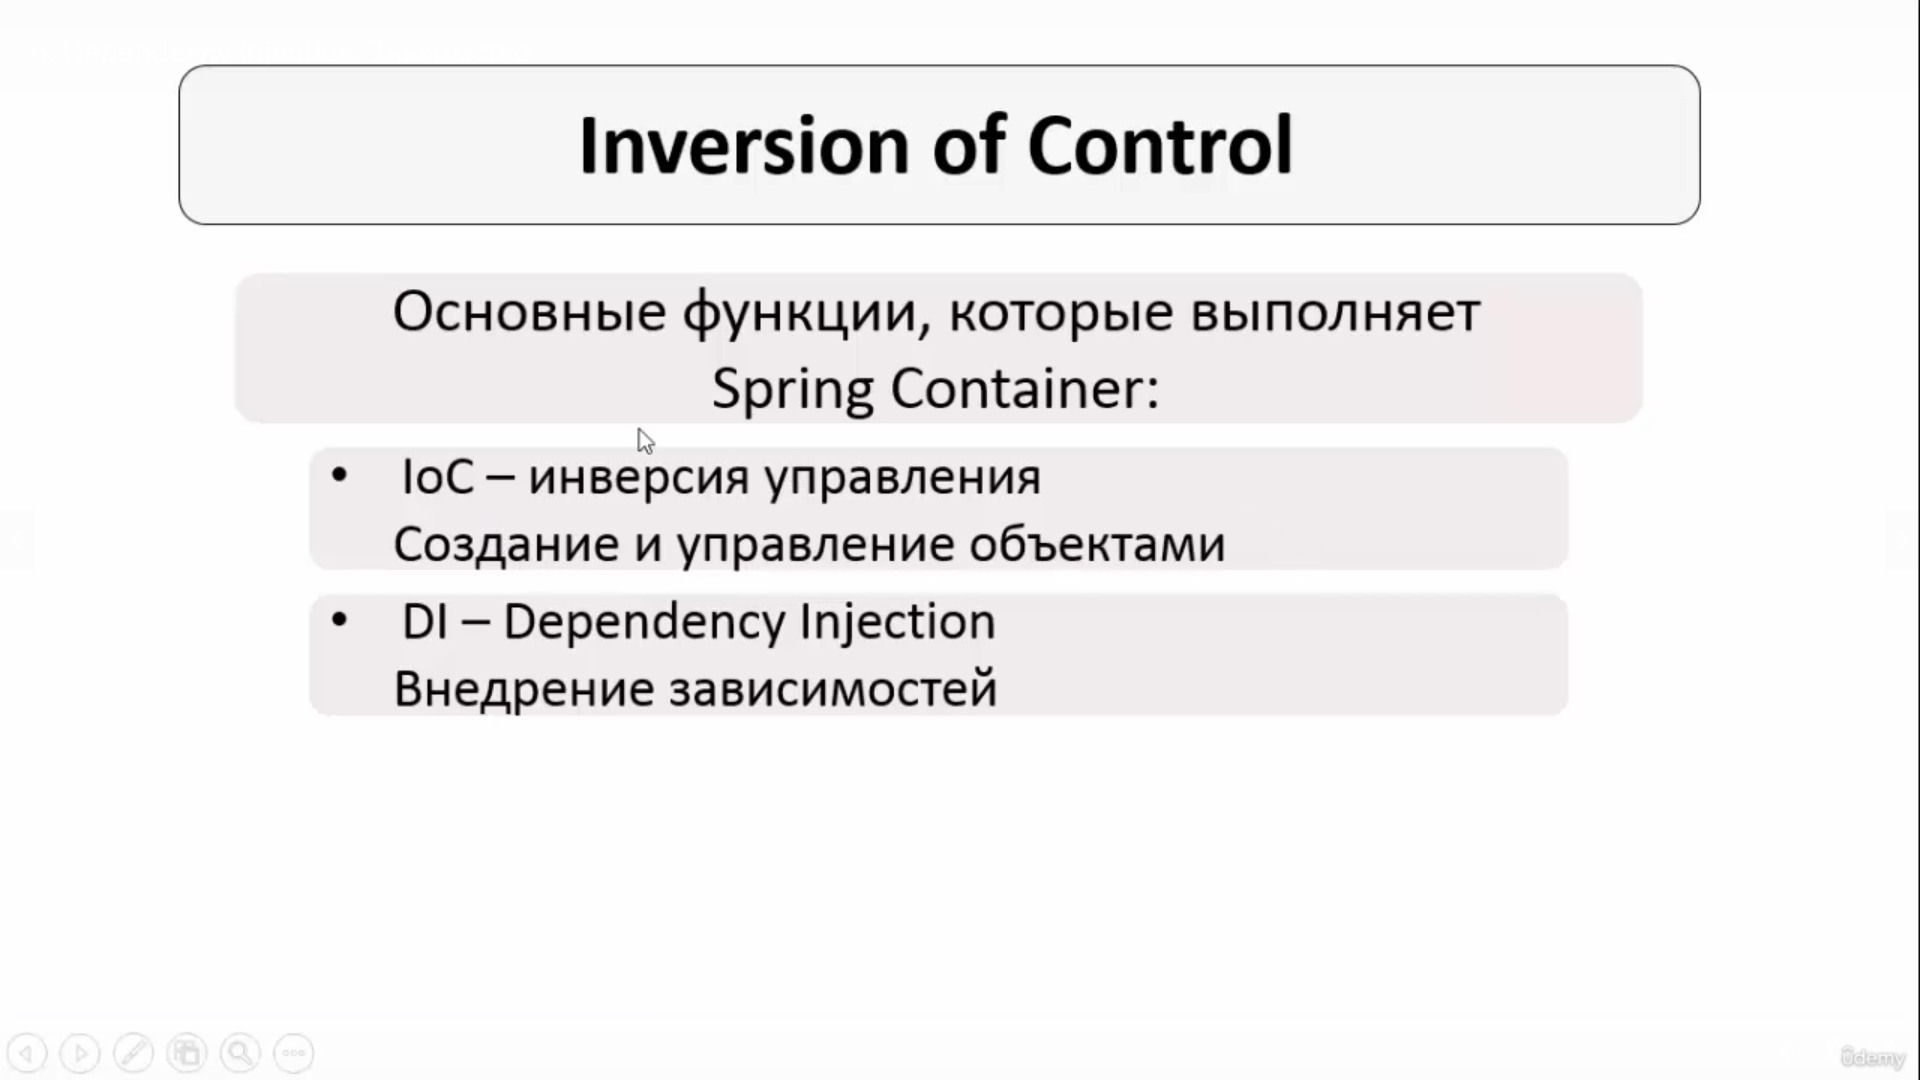 Inversion of Control
Основные функции, которые выполняет
Spring Container:
• IoC – инверсия управления
Создание и управление объектами
• DI – Dependency Injection
Внедрение зависимостей
ûdemy